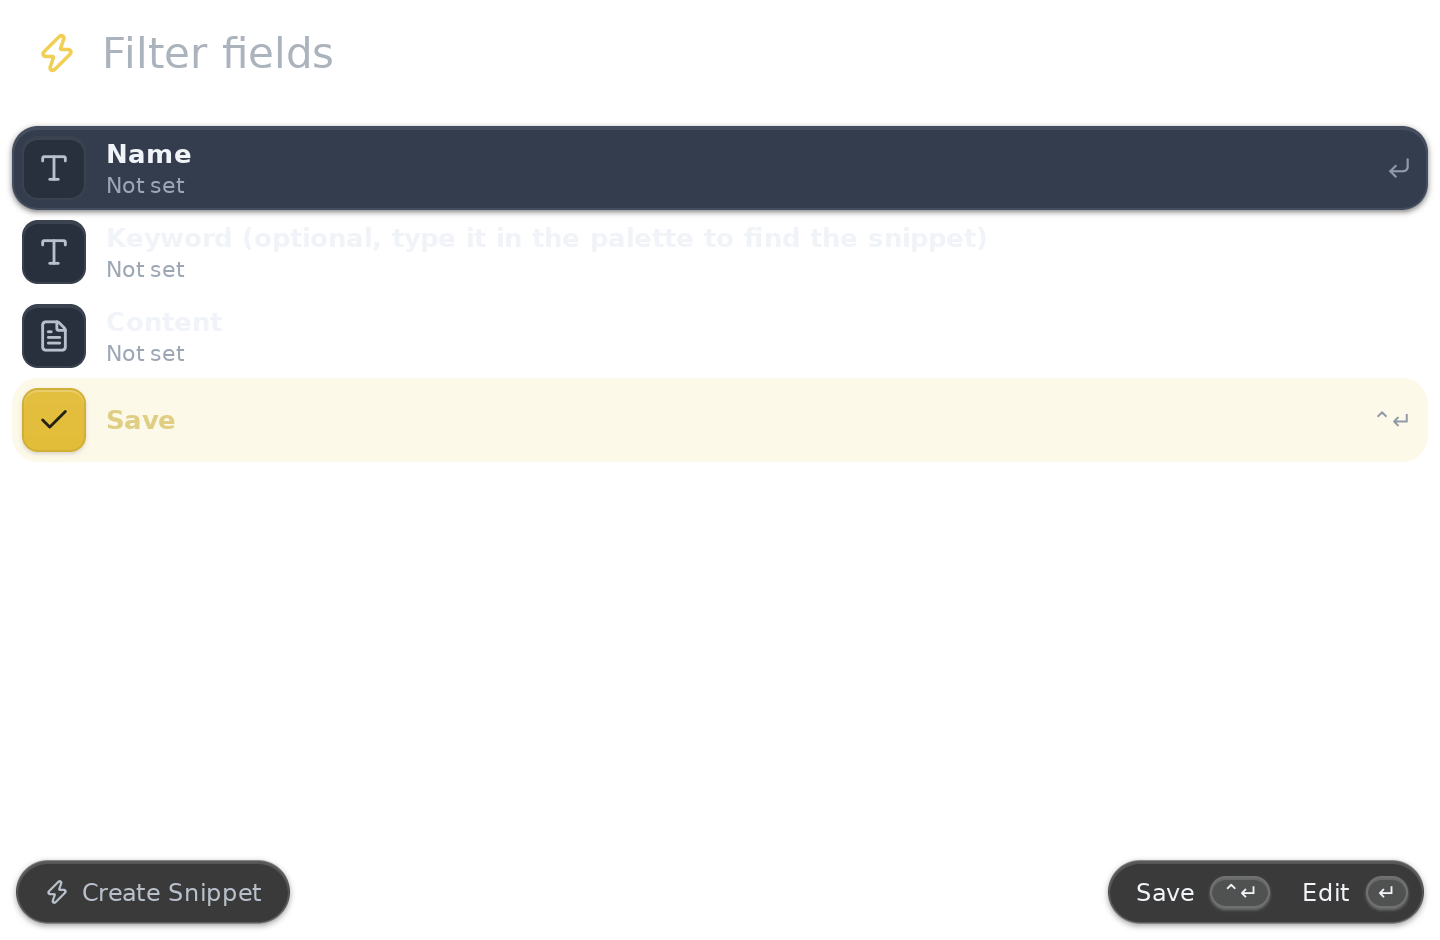 Filter fields
Name
Not set
Keyword (optional, type it in the palette to find the snippet)
Not set
Content
Not set
Save
Create Snippet
Save
Edit